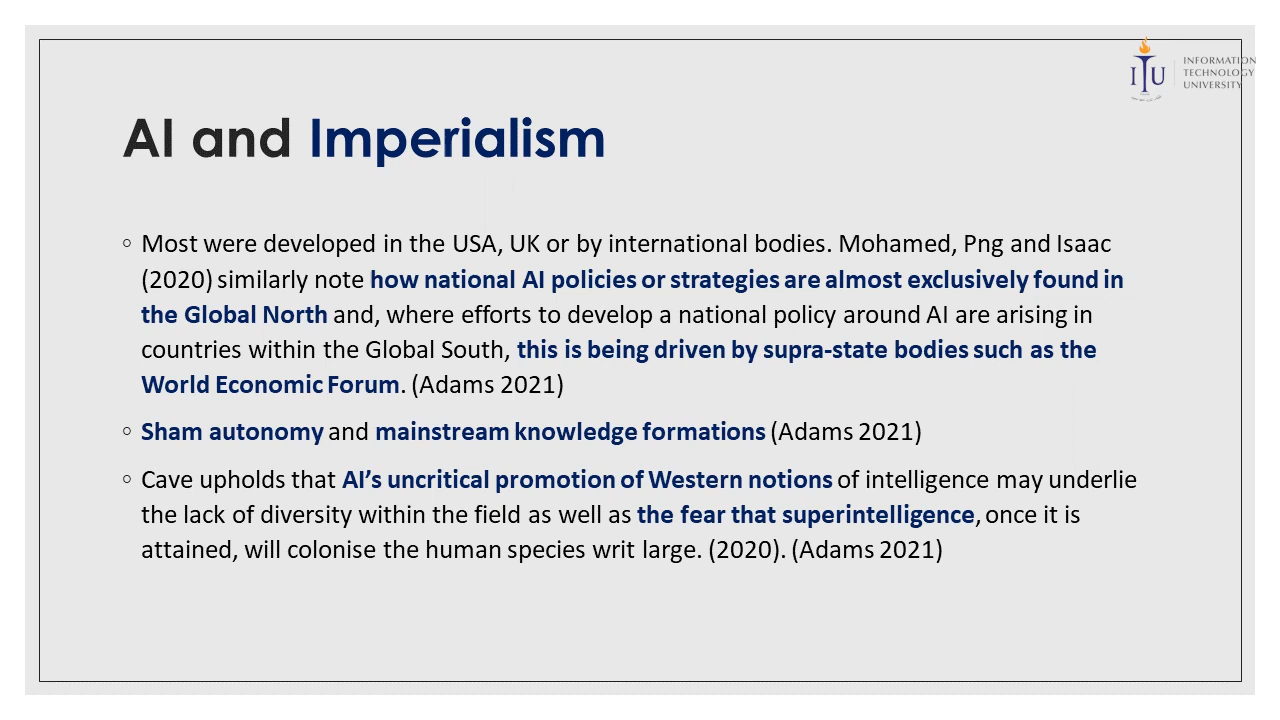 ITU
INFORMATION
TECHNOLOGY
UNIVERSITY
AI and Imperialism
◦ Most were developed in the USA, UK or by international bodies. Mohamed, Png and Isaac
(2020) similarly note how national AI policies or strategies are almost exclusively found in
the Global North and, where efforts to develop a national policy around AI are arising in
countries within the Global South, this is being driven by supra-state bodies such as the
World Economic Forum. (Adams 2021)
◦ Sham autonomy and mainstream knowledge formations (Adams 2021)
◦ Cave upholds that AI’s uncritical promotion of Western notions of intelligence may underlie
the lack of diversity within the field as well as the fear that superintelligence, once it is
attained, will colonise the human species writ large. (2020). (Adams 2021)